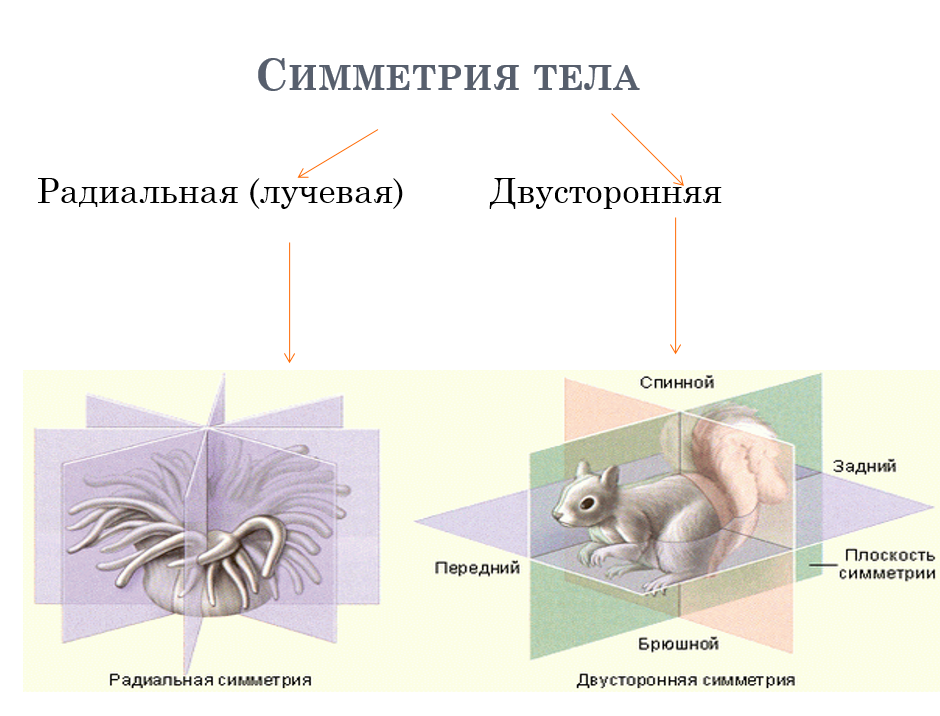 Симметрия тела
Радиальная (лучевая)
Двусторонняя
Спинной
Задний
Передний
Плоскость
симметрии
Брюшной
Радиальная симметрия
Двусторонняя симметрия